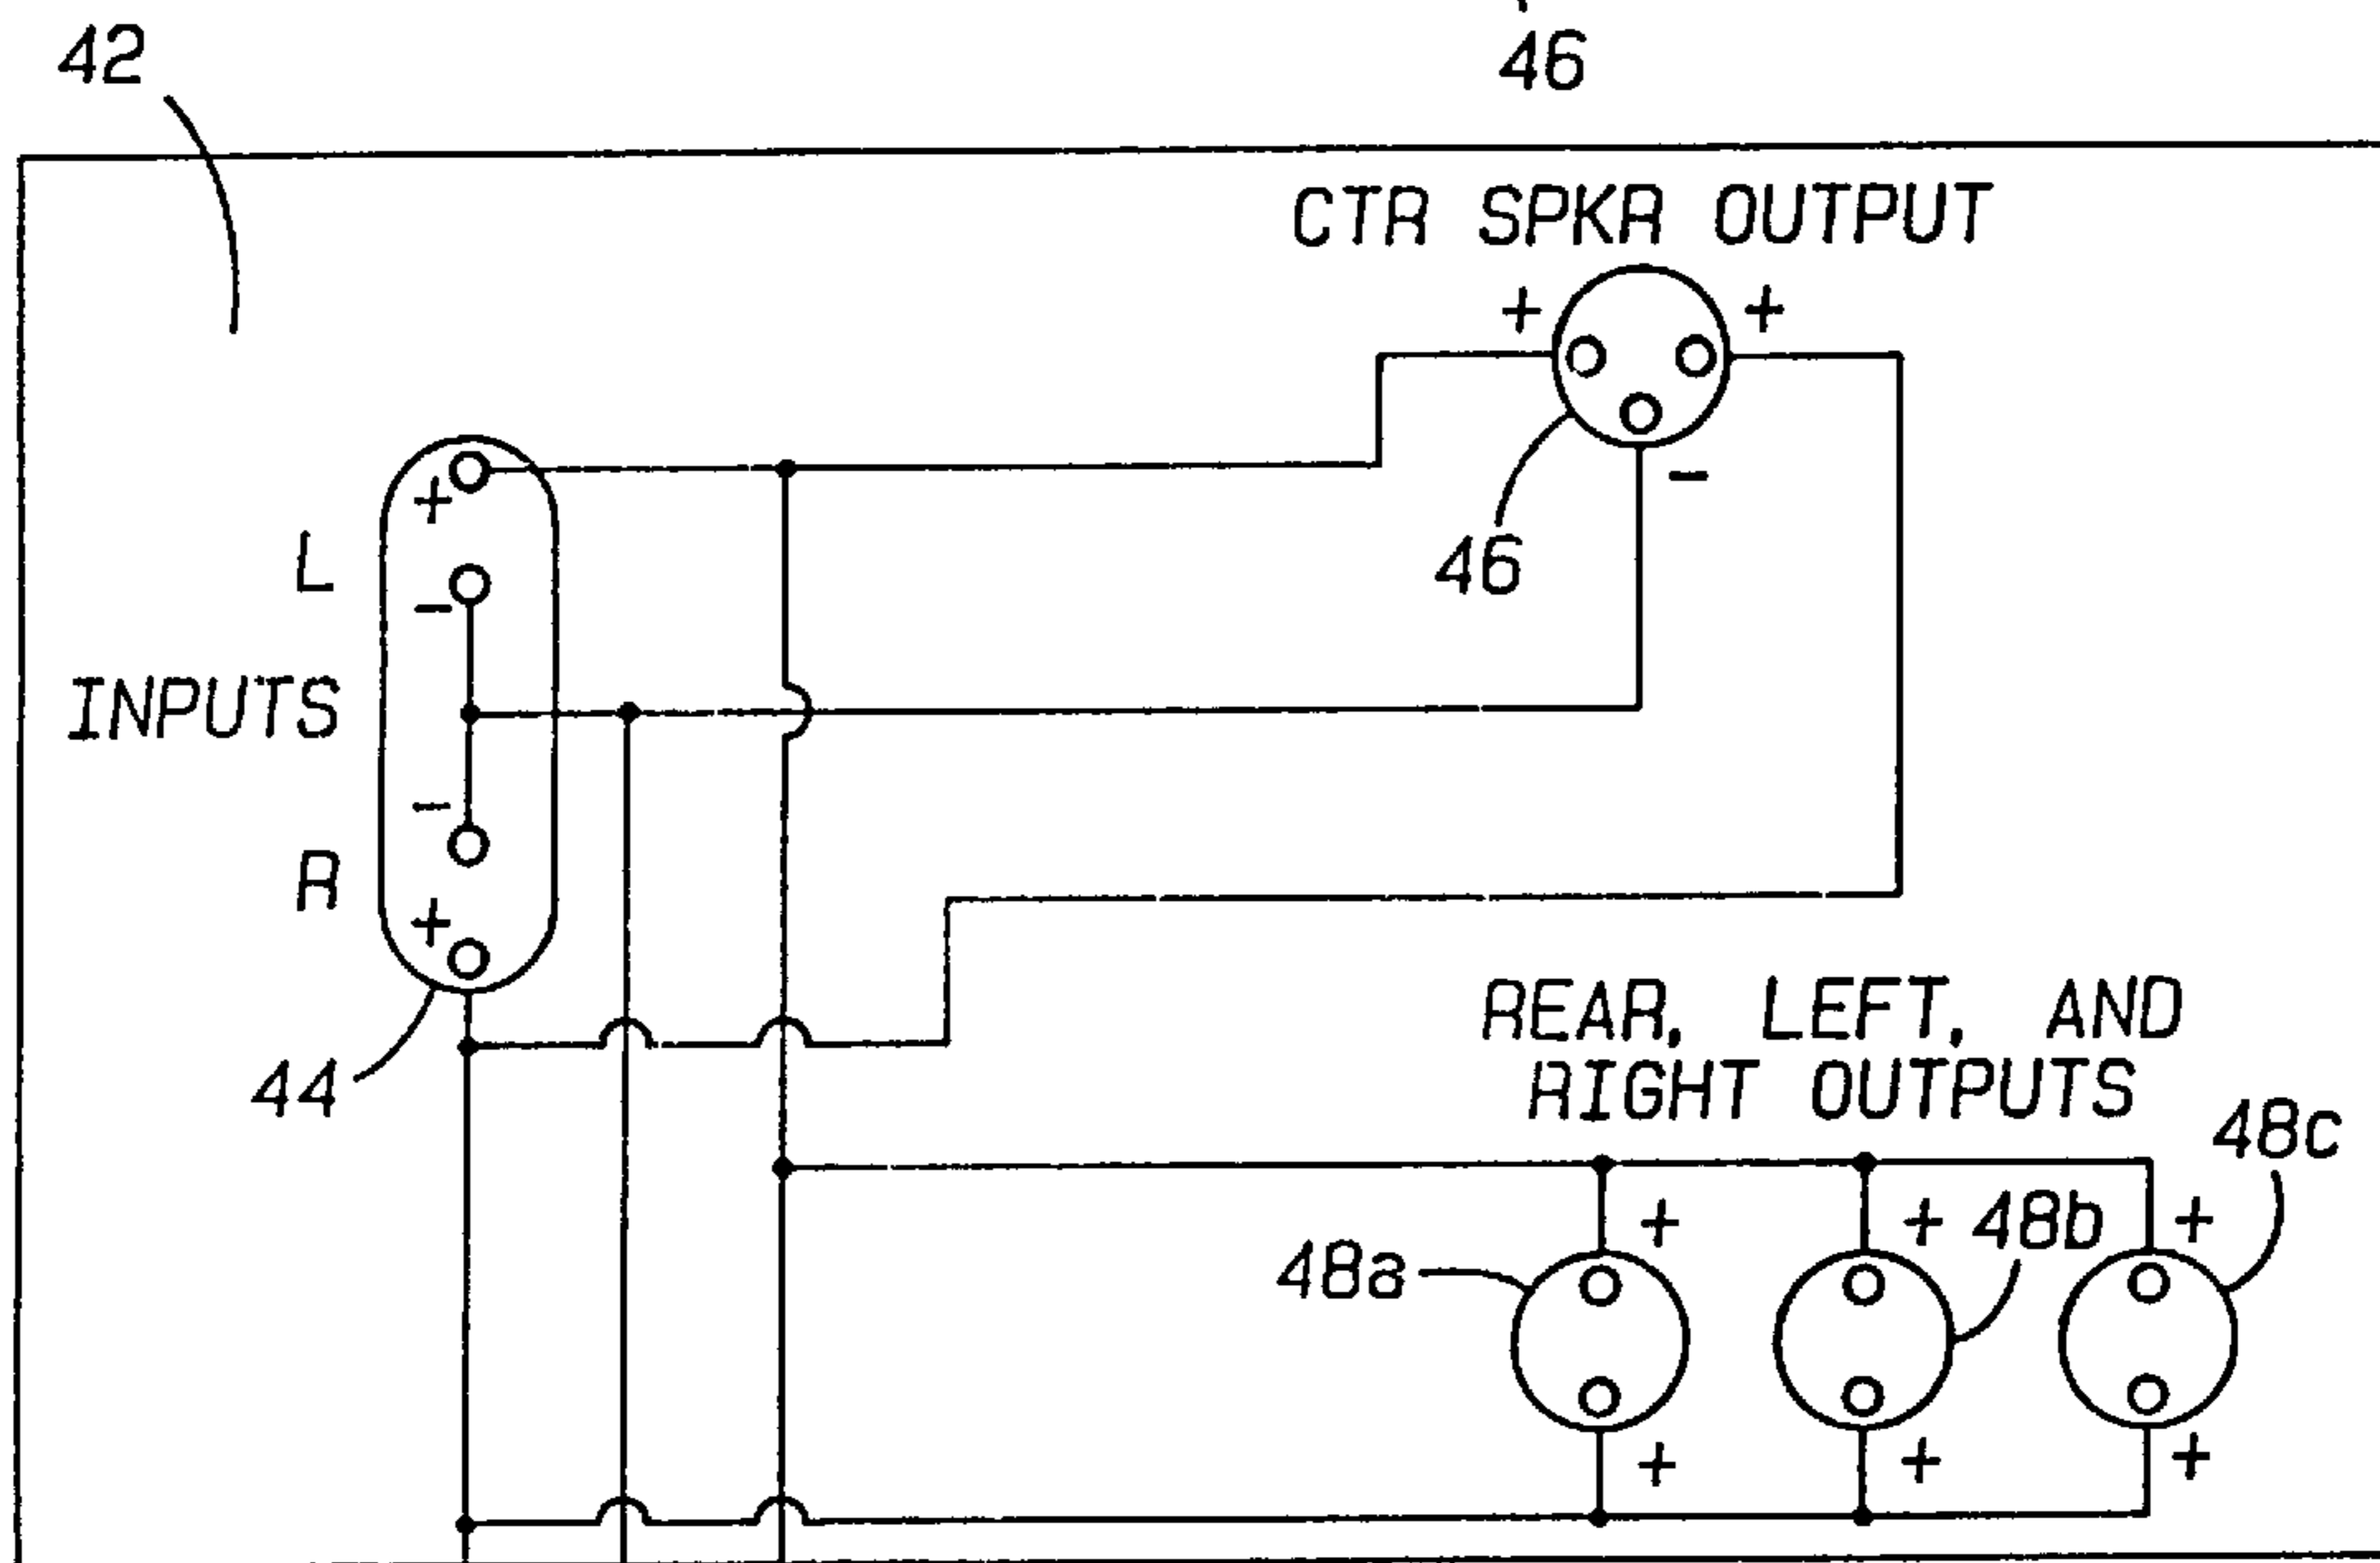 42
46
CTR SPKR OUTPUT
+ +
-
46
+
L
-
INPUTS
-
R
+
44
REAR, LEFT, AND
RIGHT OUTPUTS
48c
+ + 48b +
48a
+ + +